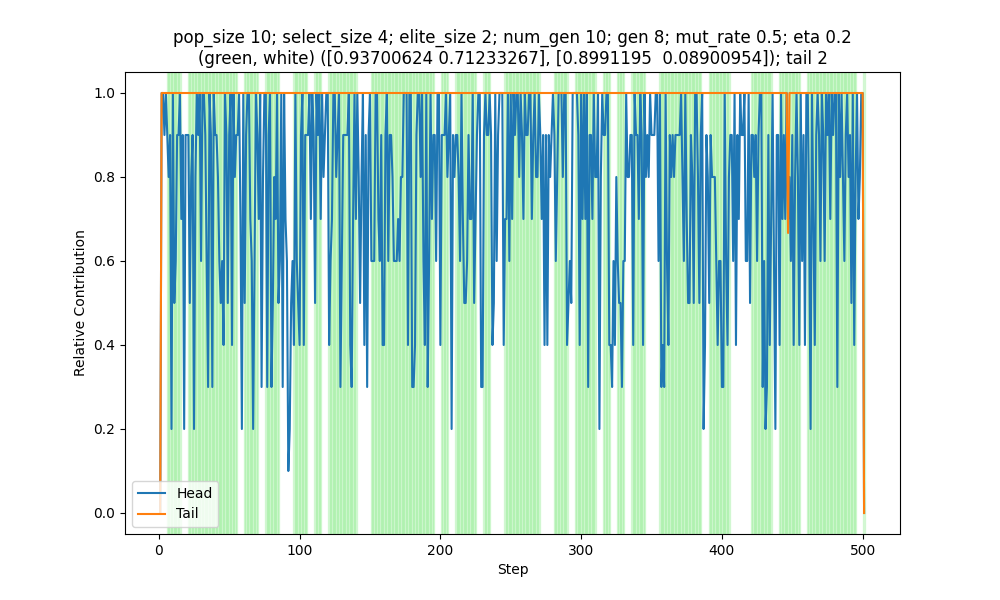 pop_size 10; select_size 4; elite_size 2; num_gen 10; gen 8; mut_rate 0.5; eta 0.2
(green, white) ([0.93700624 0.71233267], [0.8991195  0.08900954]); tail 2
1.0
0.8
0.6
0.4
0.2
0.0
Relative Contribution
Head
Tail
0
100
200
300
400
500
Step